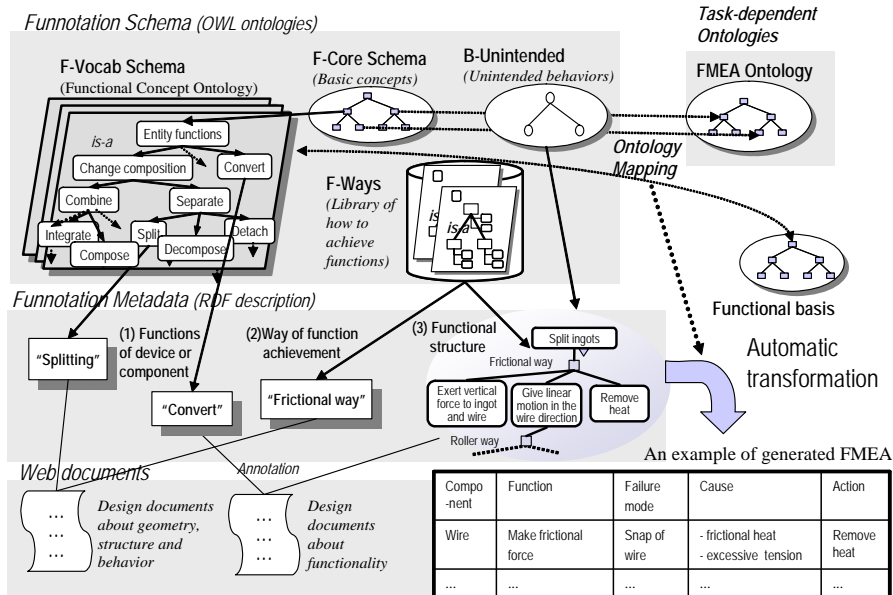 Funnotation Schema (OWL ontologies)
Task-dependent
Ontologies
F-Vocab Schema
(Functional Concept Ontology)
F-Core Schema
(Basic concepts)
B-Unintended
(Unintended behaviors)
FMEA Ontology
is-a
Entity functions
Change composition
Convert
Combine
Separate
Integrate
Compose
Split
Decompose
Detach
F-Ways
(Library of
how to
achieve
functions)
is-a
Ontology
Mapping
Functional basis
Funnotation Metadata (RDF description)
"Splitting"
(1) Functions
of device or
component
"Convert"
(2)Way of function
achievement
"Frictional way"
(3) Functional
structure
Split ingots
Frictional way
Exert vertical
force to ingot
and wire
Give linear
motion in the
wire direction
Remove
heat
Roller way
Automatic
transformation
Web documents
Annotation
...
...
...
Design documents
about geometry,
structure and
behavior
...
...
...
Design
documents
about
functionality
An example of generated FMEA
Compo
-nent
Function
Failure
mode
Cause
Action
Wire
Make frictional
force
Snap of
wire
- frictional heat
- excessive tension
Remove
heat
...
...
...
...
...